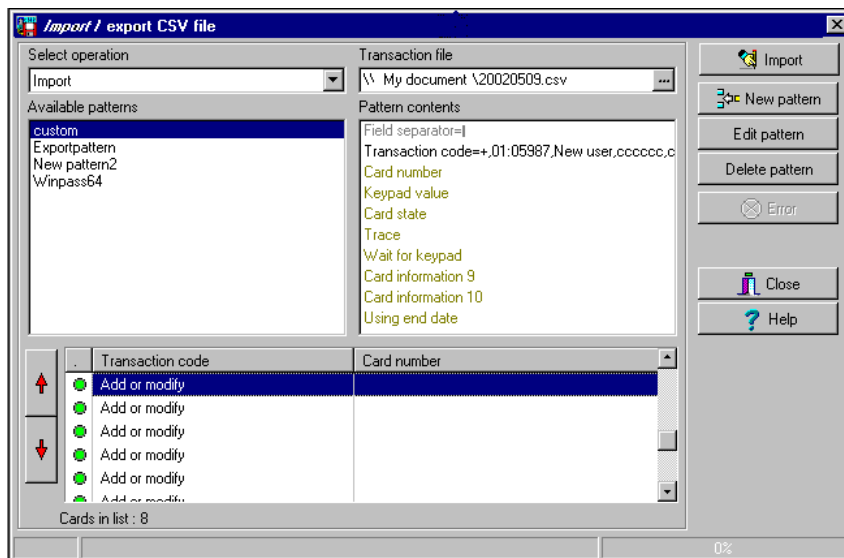 Import / export CSV file
Select operation
Import
Transaction file
\\ My document \20020509.csv
...
Available patterns
custom
Exportpattern
New pattern2
Winpass64
Pattern contents
Field separator=|
Transaction code=+,01:05987,New user,cccccc,c
Card number
Keypad value
Card state
Trace
Wait for keypad
Card information 9
Card information 10
Using end date
Import
New pattern
Edit pattern
Delete pattern
Error
Close
Help
. Transaction code Card number
Add or modify
Add or modify
Add or modify
Add or modify
Add or modify
Add or modify
Cards in list : 8
0%